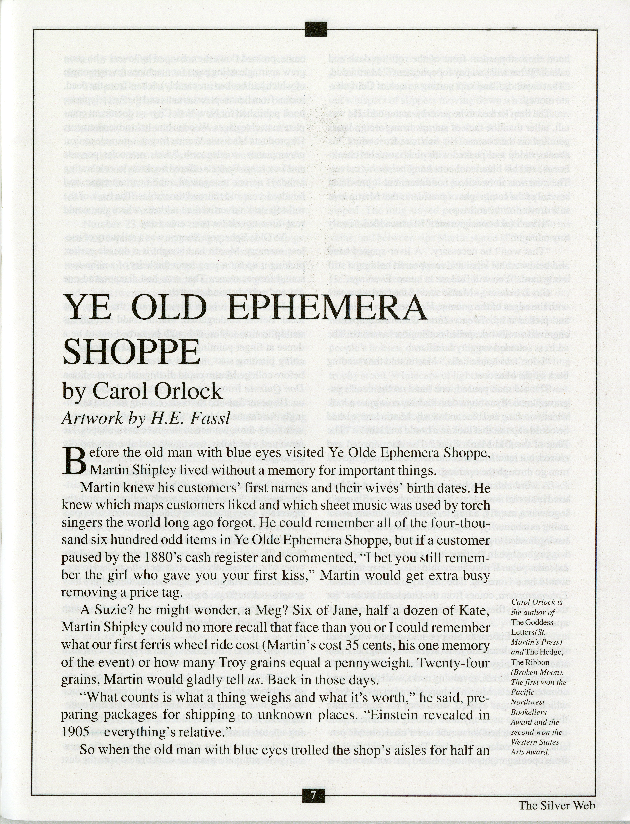 YE OLD EPHEMERA
SHOPPE
by Carol Orlock
Artwork by H.E. Fassl
Before the old man with blue eyes visited Ye Olde Ephemera Shoppe,
Martin Shipley lived without a memory for important things.
Martin knew his customers' first names and their wives' birth dates. He
knew which maps customers liked and which sheet music was used by torch
singers the world long ago forgot. He could remember all of the four-thou-
sand six hundred odd items in Ye Olde Ephemera Shoppe, but if a customer
paused by the 1880's cash register and commented, "I bet you still remem-
ber the girl who gave you your first kiss," Martin would get extra busy
removing a price tag.
A Suzie? he might wonder, a Meg? Six of Jane, half a dozen of Kate,
Martin Shipley could no more recall that face than you or I could remember
what our first ferris wheel ride cost (Martin's cost 35 cents, his one memory
of the event) or how many Troy grains equal a pennyweight. Twenty-four
grains, Martin would gladly tell us. Back in those days.
"What counts is what a thing weighs and what it's worth," he said, pre-
paring packages for shipping to unknown places. "Einstein revealed in
1905 everything's relative."
So when the old man with blue eyes trolled the shop's aisles for half an
Carol Orlock is
the author of
The Goddess
Letters (St.
Martin's Press)
and The Hedge,
The Ribbon
(Broken Moon).
The first won the
Pacific
Northwest
Booksellers
Award and the
second won the
Western States
Arts Award.
7
The Silver Web